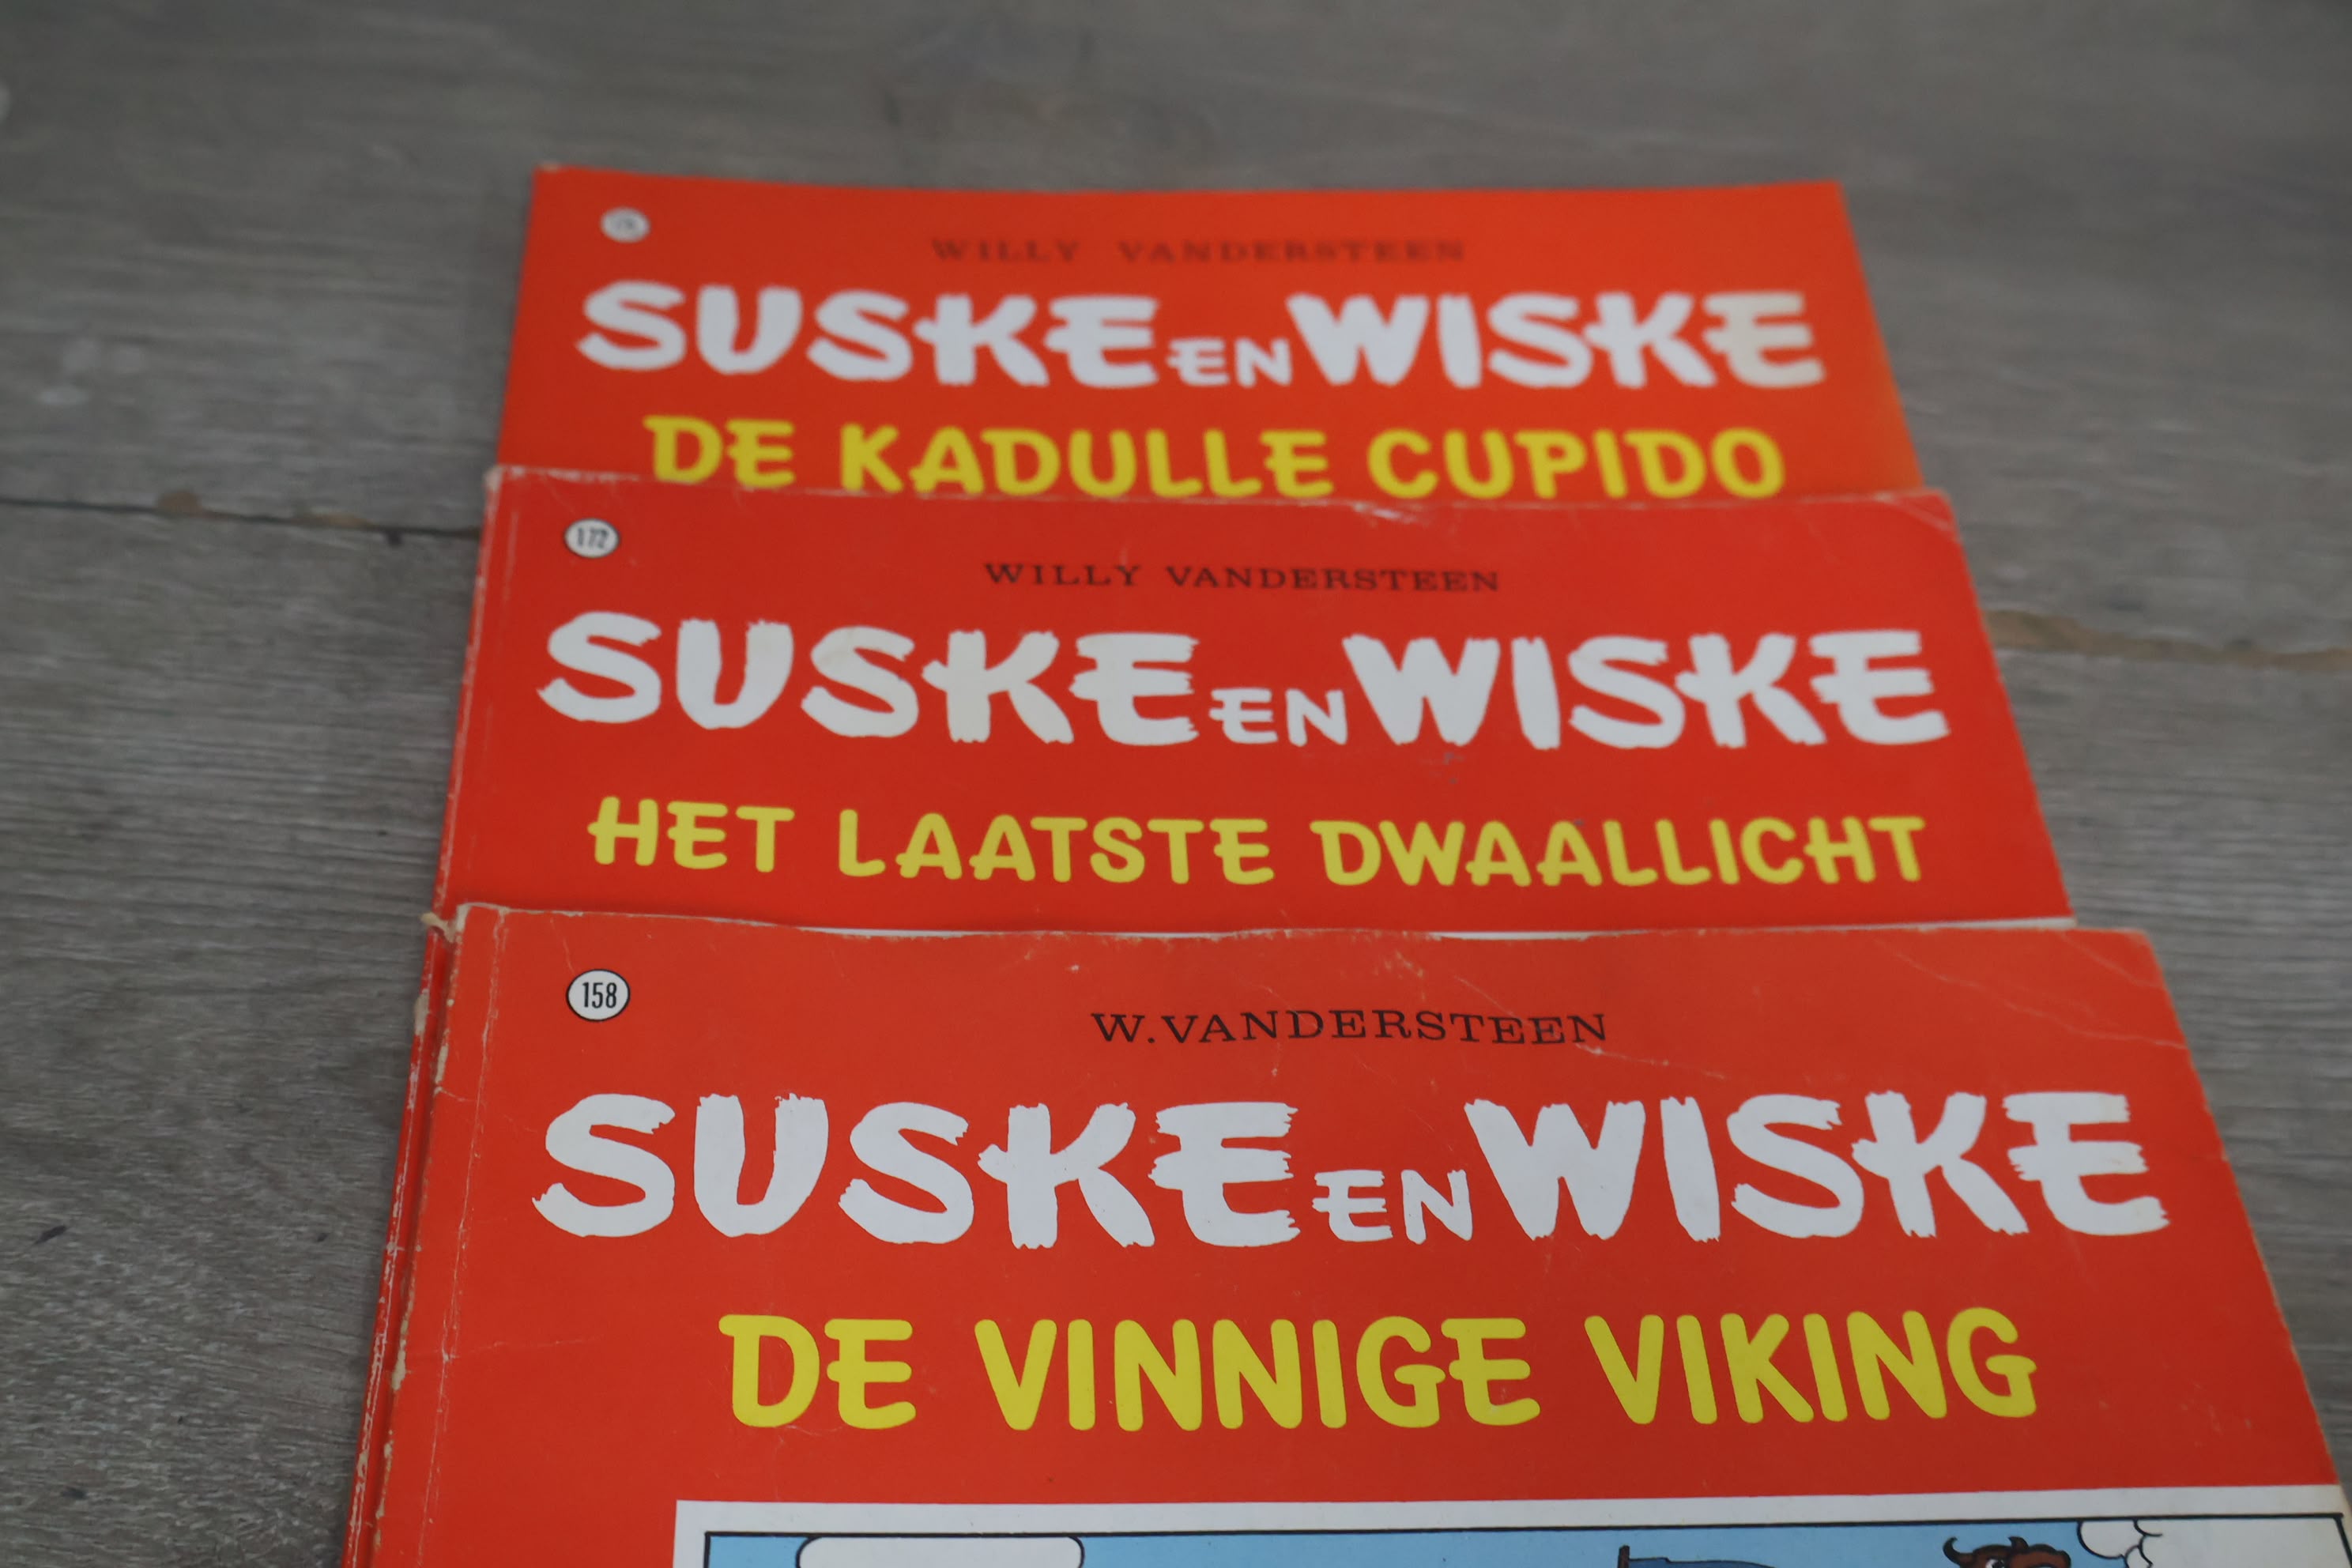 WILLY VANDERSTEEN
SUSKE EN WISKE
DE KADULLE CUPIDO
172
WILLY VANDERSTEEN
SUSKE EN WISKE
HET LAATSTE DWAALLICHT
158
W.VANDERSTEEN
SUSKE EN WISKE
DE VINNIGE VIKING